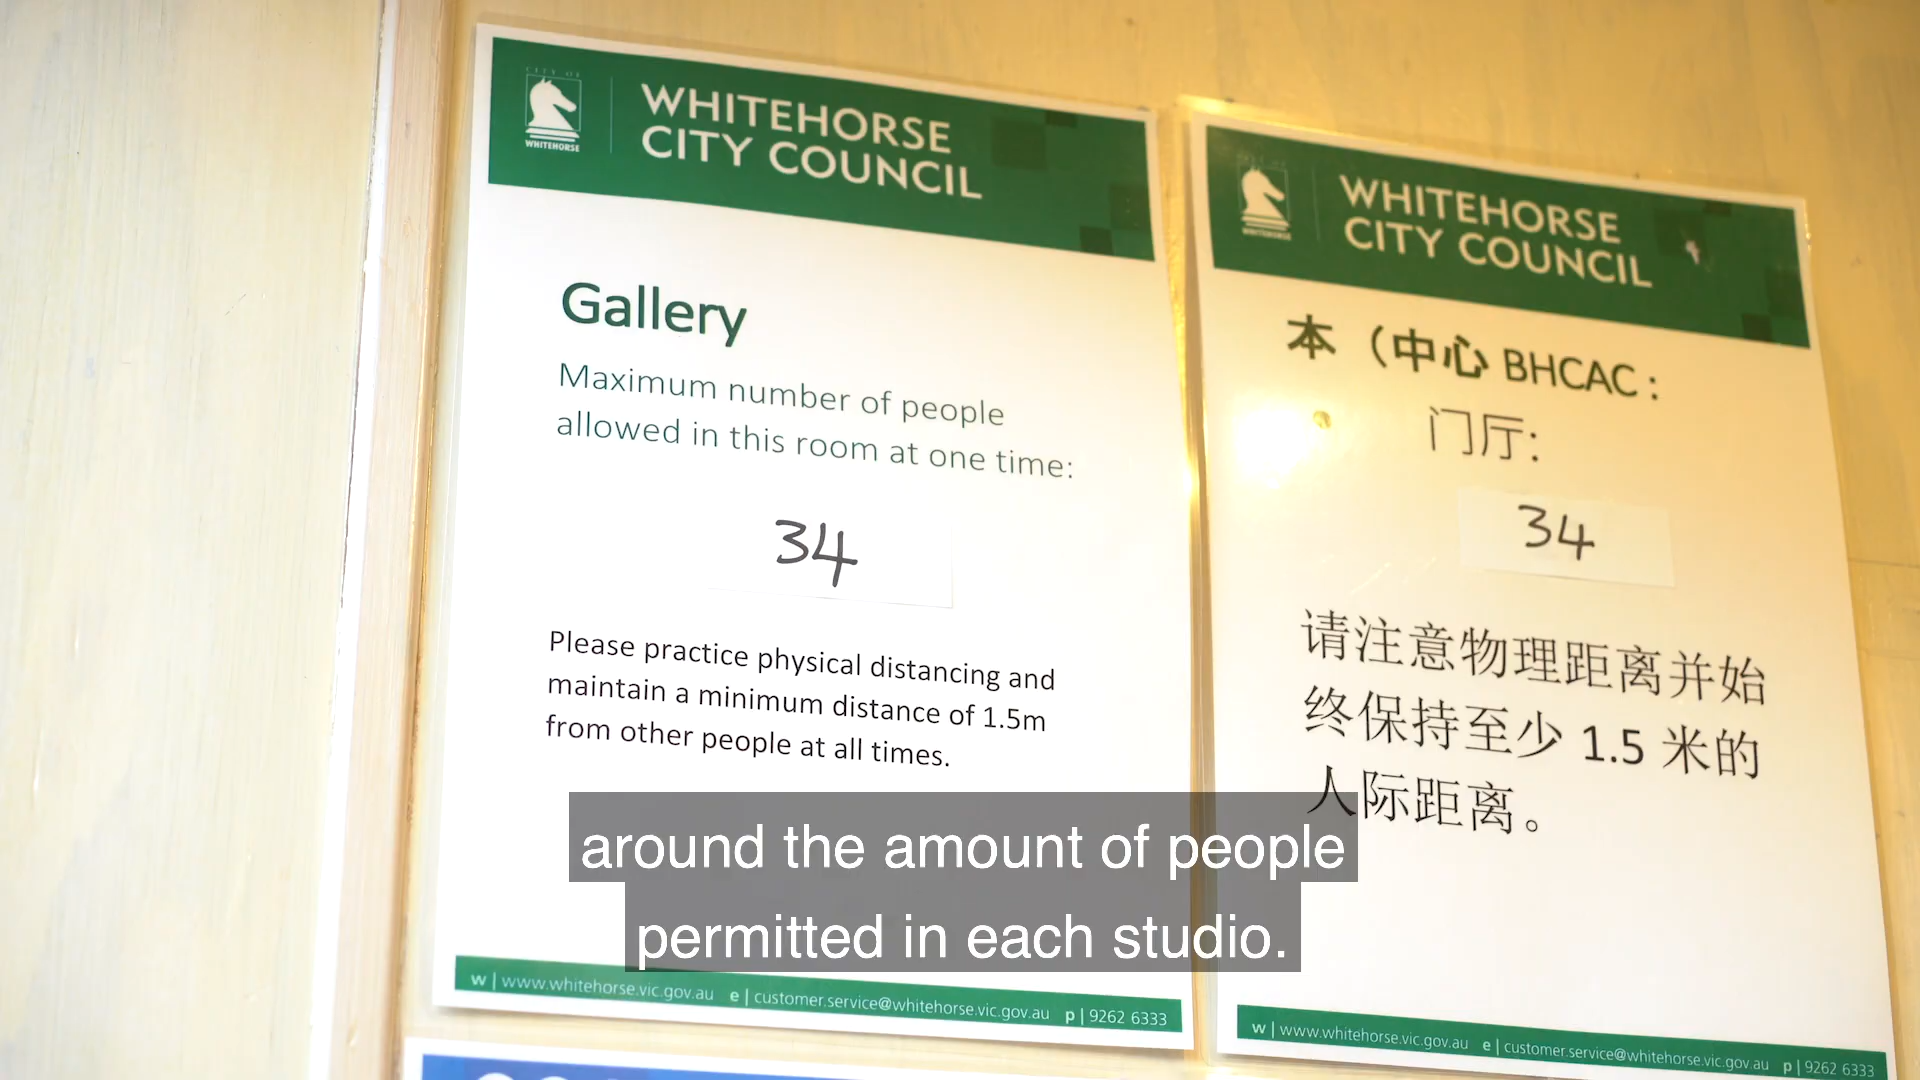 CITY OF
WHITEHORSE
WHITEHORSE
CITY COUNCIL
Gallery
Maximum number of people
allowed in this room at one time:
34
Please practice physical distancing and
maintain a minimum distance of 1.5m
from other people at all times.
w | www.whitehorse.vic.gov.au e | customer.service@whitehorse.vic.gov.au p | 9262 6333
WHITEHORSE
WHITEHORSE
CITY COUNCIL
本（中心 BHCAC :
门厅:
34
请注意物理距离并始
终保持至少 1.5 米的
人际距离。
w | www.whitehorse.vic.gov.au e | customer.service@whitehorse.vic.gov.au p | 9262 6333
around the amount of people
permitted in each studio.